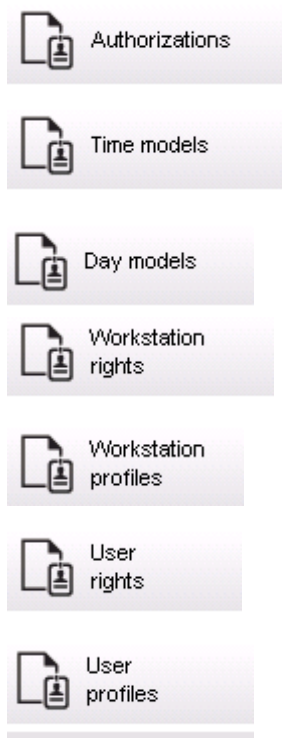 Authorizations
Time models
Day models
Workstation
rights
Workstation
profiles
User
rights
User
profiles